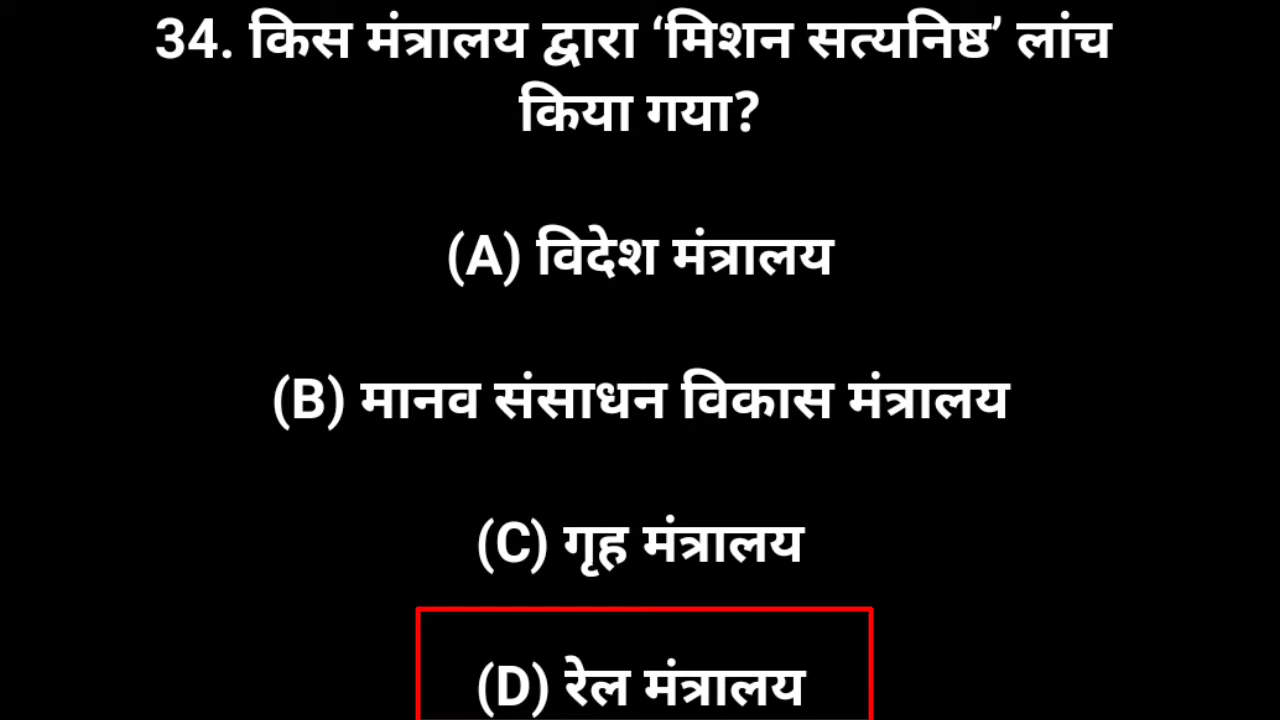 34. किस मंत्रालय द्वारा ‘मिशन सत्यनिष्ठ’ लांच
किया गया?
(A) विदेश मंत्रालय
(B) मानव संसाधन विकास मंत्रालय
(C) गृह मंत्रालय
(D) रेल मंत्रालय